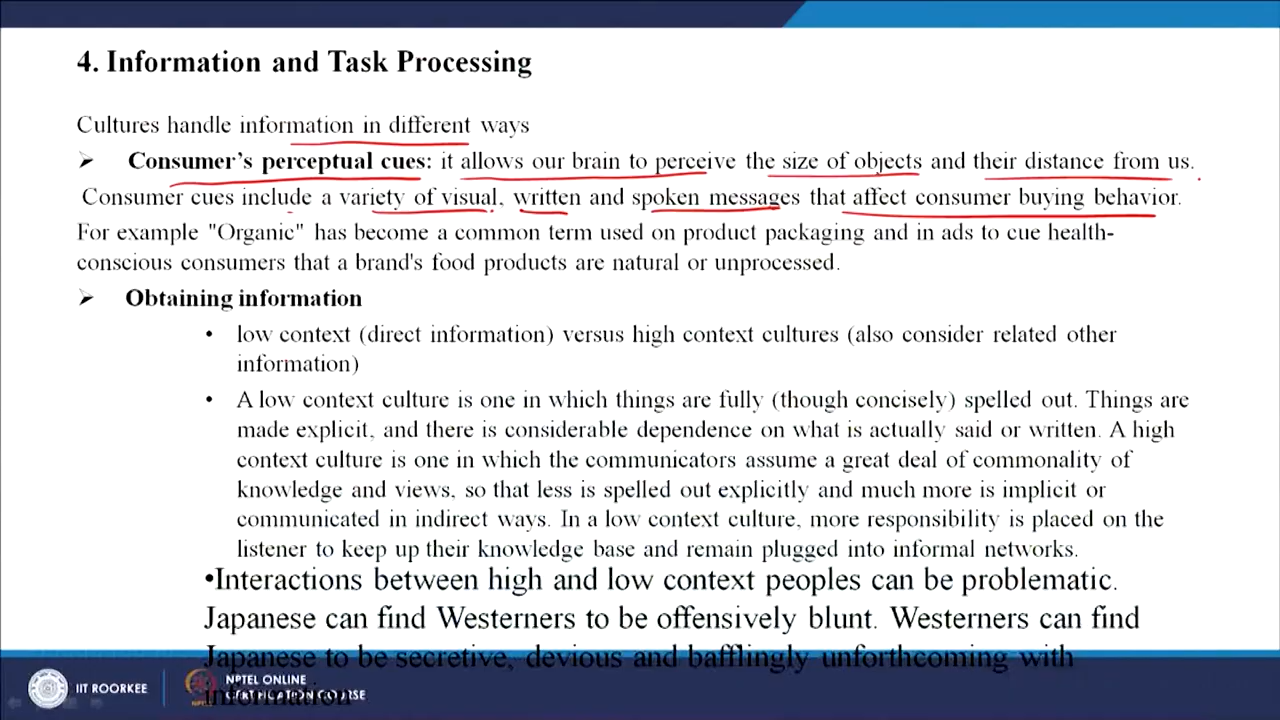 4. Information and Task Processing
Cultures handle information in different ways
➢ Consumer's perceptual cues: it allows our brain to perceive the size of objects and their distance from us.
Consumer cues include a variety of visual, written and spoken messages that affect consumer buying behavior.
For example "Organic" has become a common term used on product packaging and in ads to cue health-
conscious consumers that a brand's food products are natural or unprocessed.
➢ Obtaining information
• low context (direct information) versus high context cultures (also consider related other
information)
• A low context culture is one in which things are fully (though concisely) spelled out. Things are
made explicit, and there is considerable dependence on what is actually said or written. A high
context culture is one in which the communicators assume a great deal of commonality of
knowledge and views, so that less is spelled out explicitly and much more is implicit or
communicated in indirect ways. In a low context culture, more responsibility is placed on the
listener to keep up their knowledge base and remain plugged into informal networks.
•Interactions between high and low context peoples can be problematic.
Japanese can find Westerners to be offensively blunt. Westerners can find
Japanese to be secretive, devious and bafflingly unforthcoming with
information
IIT ROORKEE
NPTEL ONLINE
CERTIFICATION COURSE
NPTEL